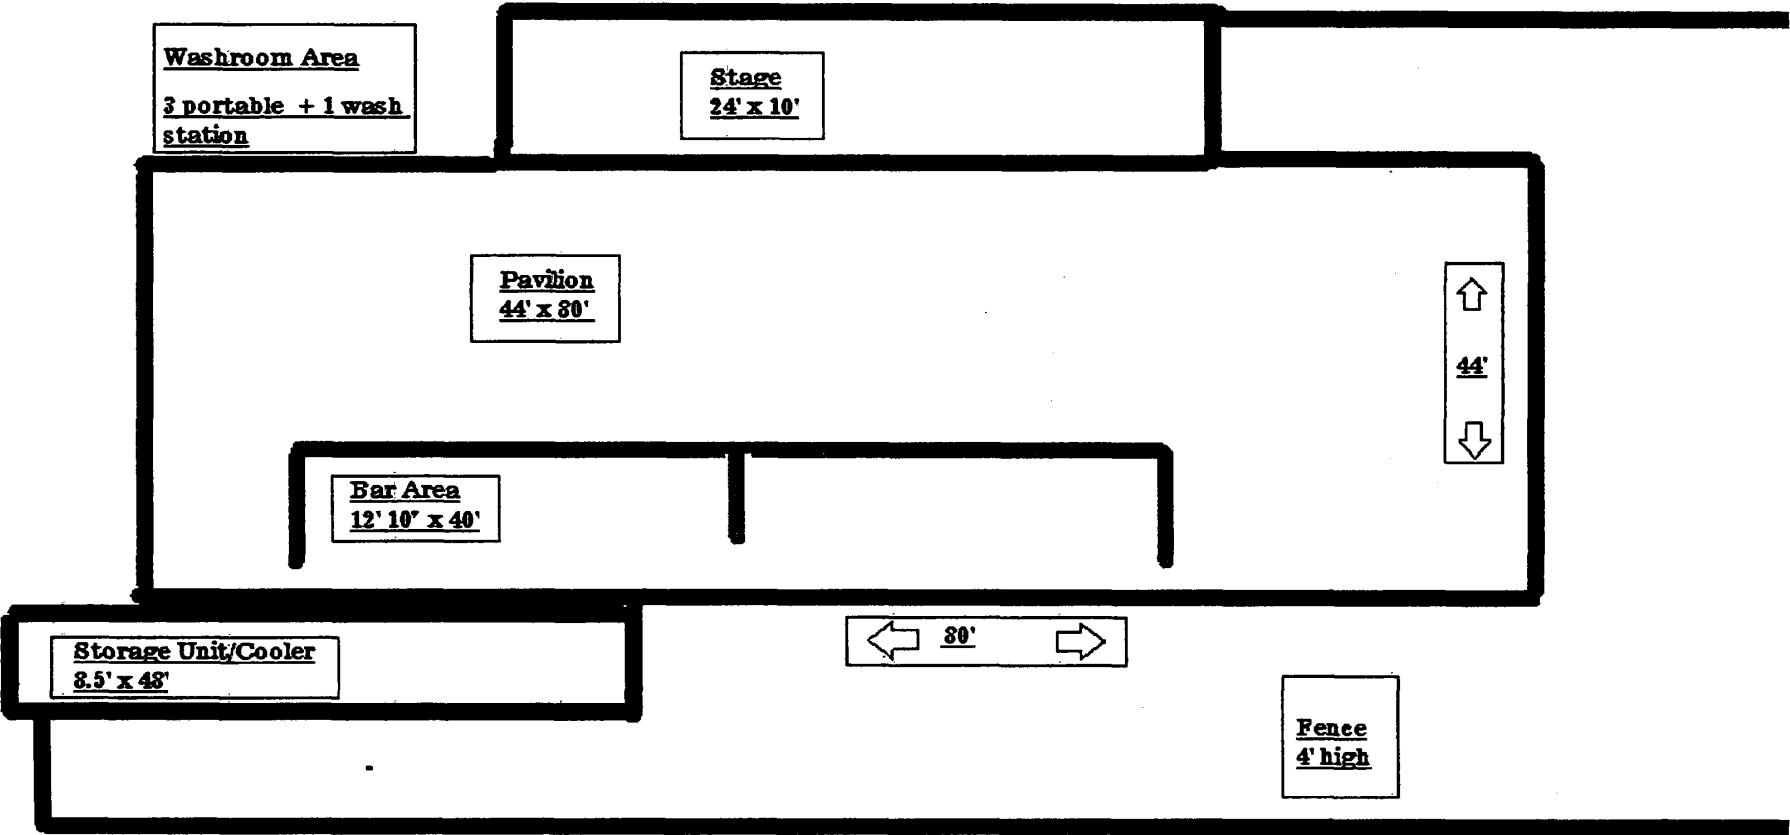 Washroom Area
3 portable + 1 wash
station
Stage
24' x 10'
Pavilion
44' x 80'
44'
Bar Area
12' 10" x 40'
80'
Storage Unit/Cooler
8.5' x 48'
Fence
4' high